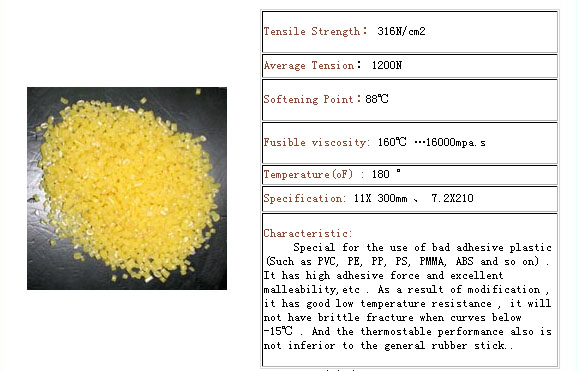 Tensile Strength： 316N/cm2
Average Tension： 1200N
Softening Point：88℃
Fusible viscosity: 160℃ …16000mpa.s
Temperature(oF) : 180 °
Specification: 11X 300mm 、 7.2X210
Characteristic:
Special for the use of bad adhesive plastic
(Such as PVC, PE, PP, PS, PMMA, ABS and so on) .
It has high adhesive force and excellent
malleability,etc . As a result of modification ,
it has good low temperature resistance , it will
not have brittle fracture when curves below
-15℃ . And the thermostable performance also is
not inferior to the general rubber stick..